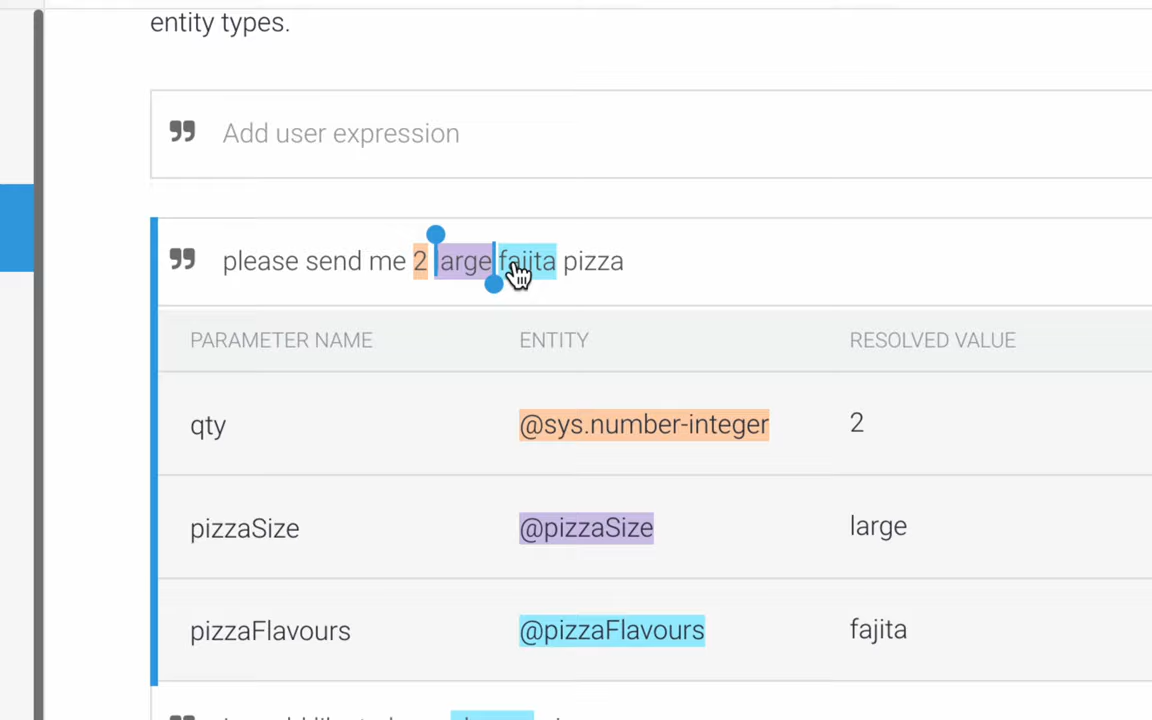 entity types.
Add user expression
please send me 2 large fajita pizza
PARAMETER NAME ENTITY RESOLVED VALUE
qty @sys.number-integer 2
pizzaSize @pizzaSize large
pizzaFlavours @pizzaFlavours fajita